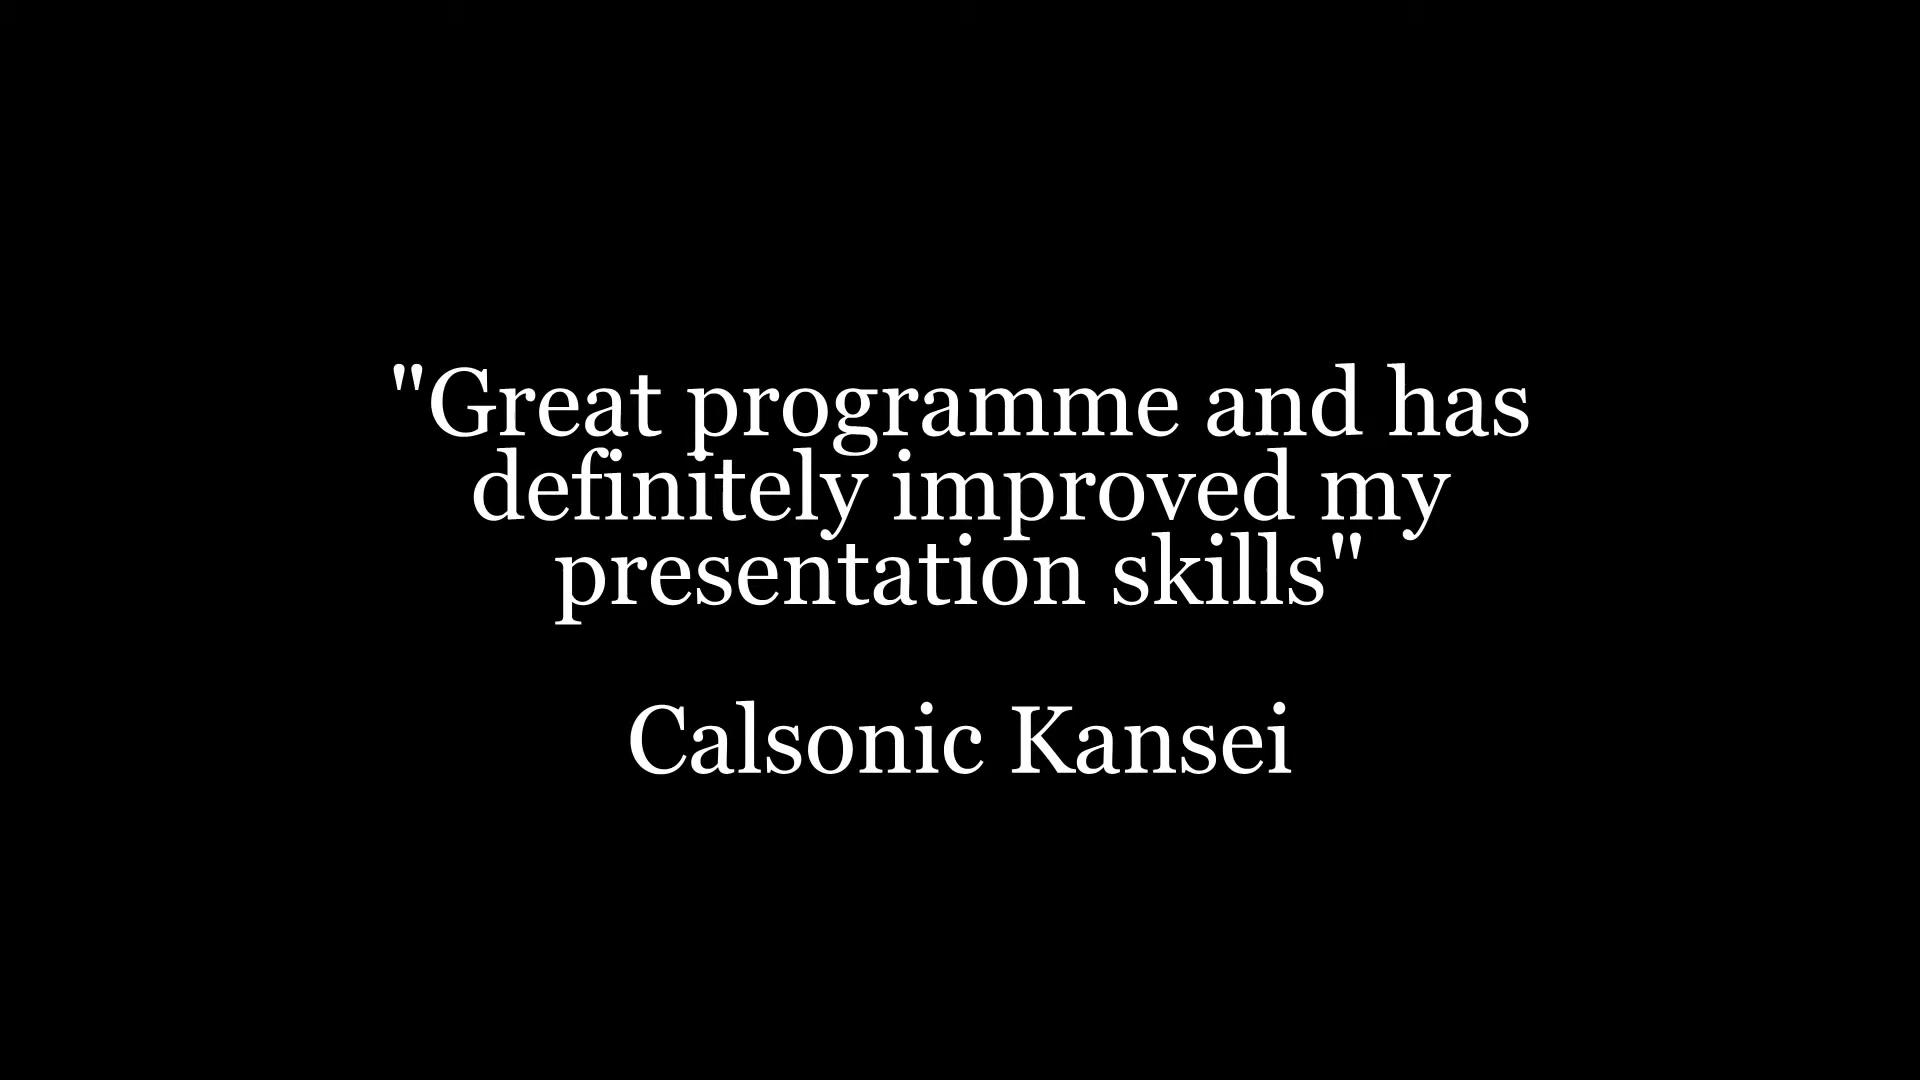 "Great programme and has
definitely improved my
presentation skills"
Calsonic Kansei